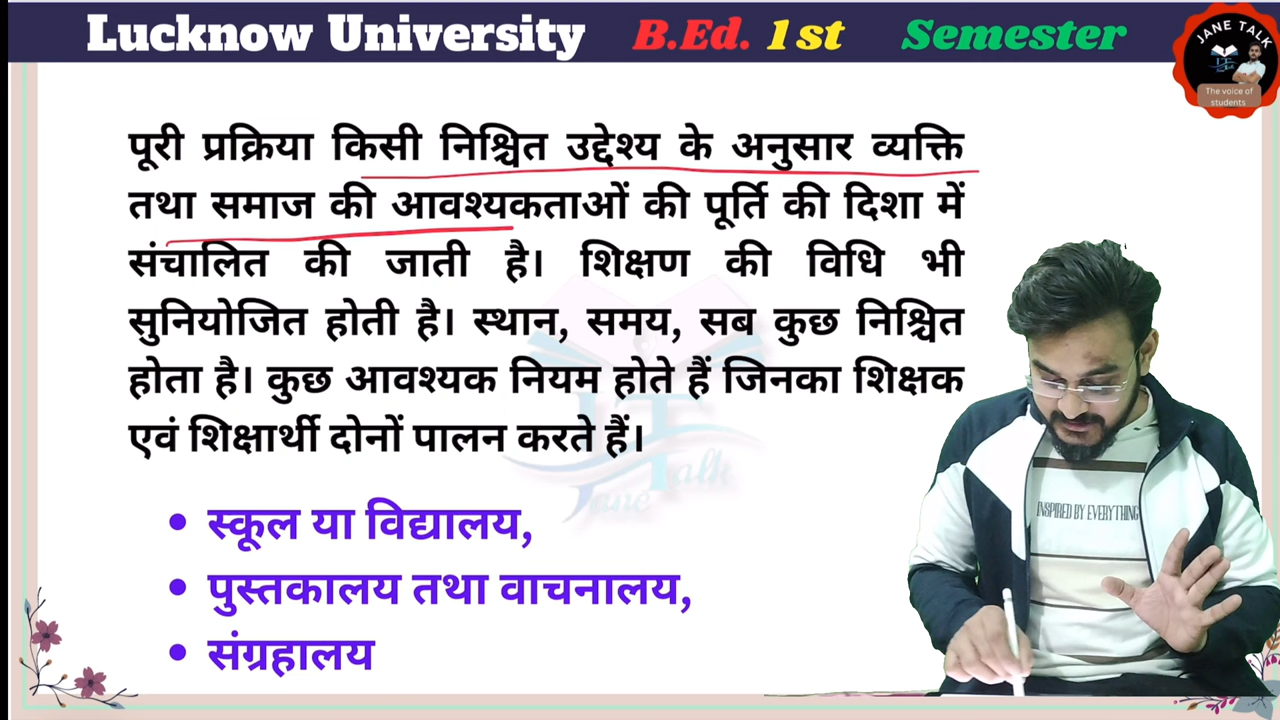 Lucknow University B.Ed. 1st Semester
JANE TALK
The voice of
students
पूरी प्रक्रिया किसी निश्चित उद्देश्य के अनुसार व्यक्ति
तथा समाज की आवश्यकताओं की पूर्ति की दिशा में
संचालित की जाती है। शिक्षण की विधि भी
सुनियोजित होती है। स्थान, समय, सब कुछ निश्चित
होता है। कुछ आवश्यक नियम होते हैं जिनका शिक्षक
एवं शिक्षार्थी दोनों पालन करते हैं।
Jane Talk
• स्कूल या विद्यालय,
• पुस्तकालय तथा वाचनालय,
• संग्रहालय
INSPIRED BY EVERYTHING